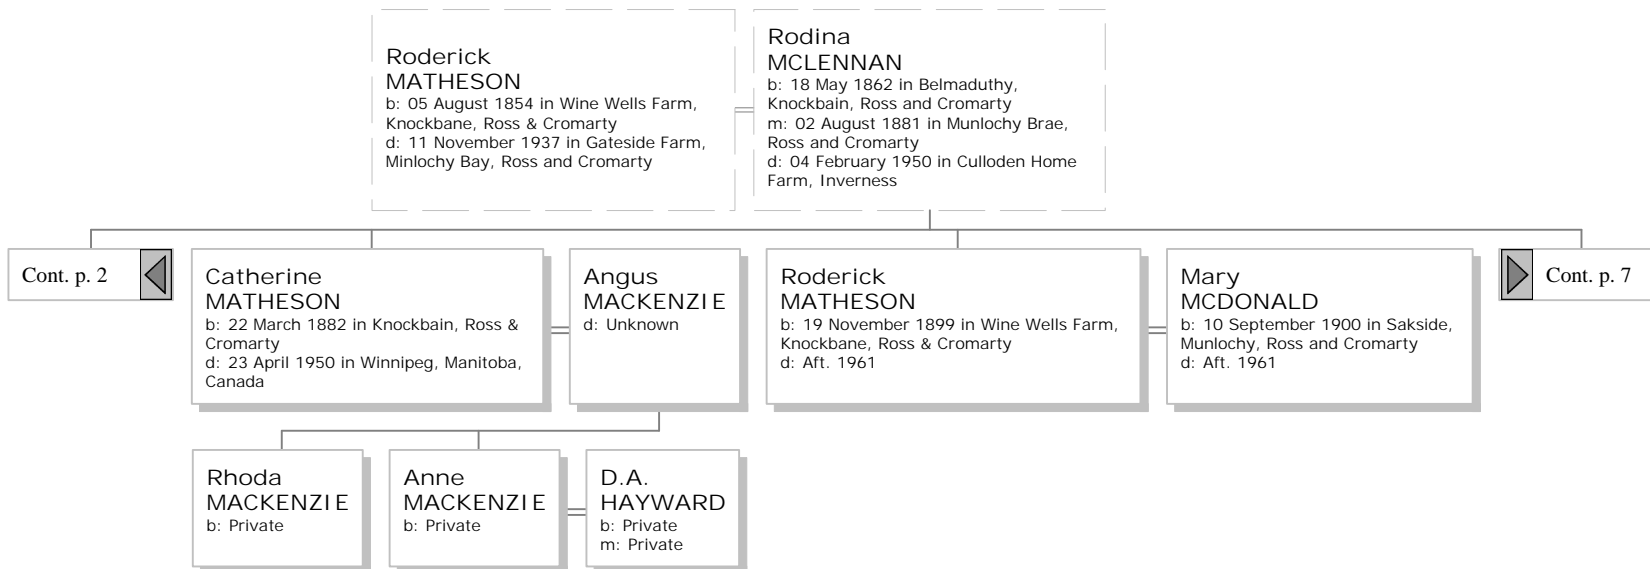 Roderick
MATHESON
b: 05 August 1854 in Wine Wells Farm,
Knockbane, Ross & Cromarty
d: 11 November 1937 in Gateside Farm,
Minlochy Bay, Ross and Cromarty
Rodina
MCLENNAN
b: 18 May 1862 in Belmaduthy,
Knockbain, Ross and Cromarty
m: 02 August 1881 in Munlochy Brae,
Ross and Cromarty
d: 04 February 1950 in Culloden Home
Farm, Inverness
Cont. p. 2
Catherine
MATHESON
b: 22 March 1882 in Knockbain, Ross &
Cromarty
d: 23 April 1950 in Winnipeg, Manitoba,
Canada
Angus
MACKENZIE
d: Unknown
Roderick
MATHESON
b: 19 November 1899 in Wine Wells Farm,
Knockbane, Ross & Cromarty
d: Aft. 1961
Mary
MCDONALD
b: 10 September 1900 in Sakside,
Munlochy, Ross and Cromarty
d: Aft. 1961
Cont. p. 7
Rhoda
MACKENZIE
b: Private
Anne
MACKENZIE
b: Private
D.A.
HAYWARD
b: Private
m: Private